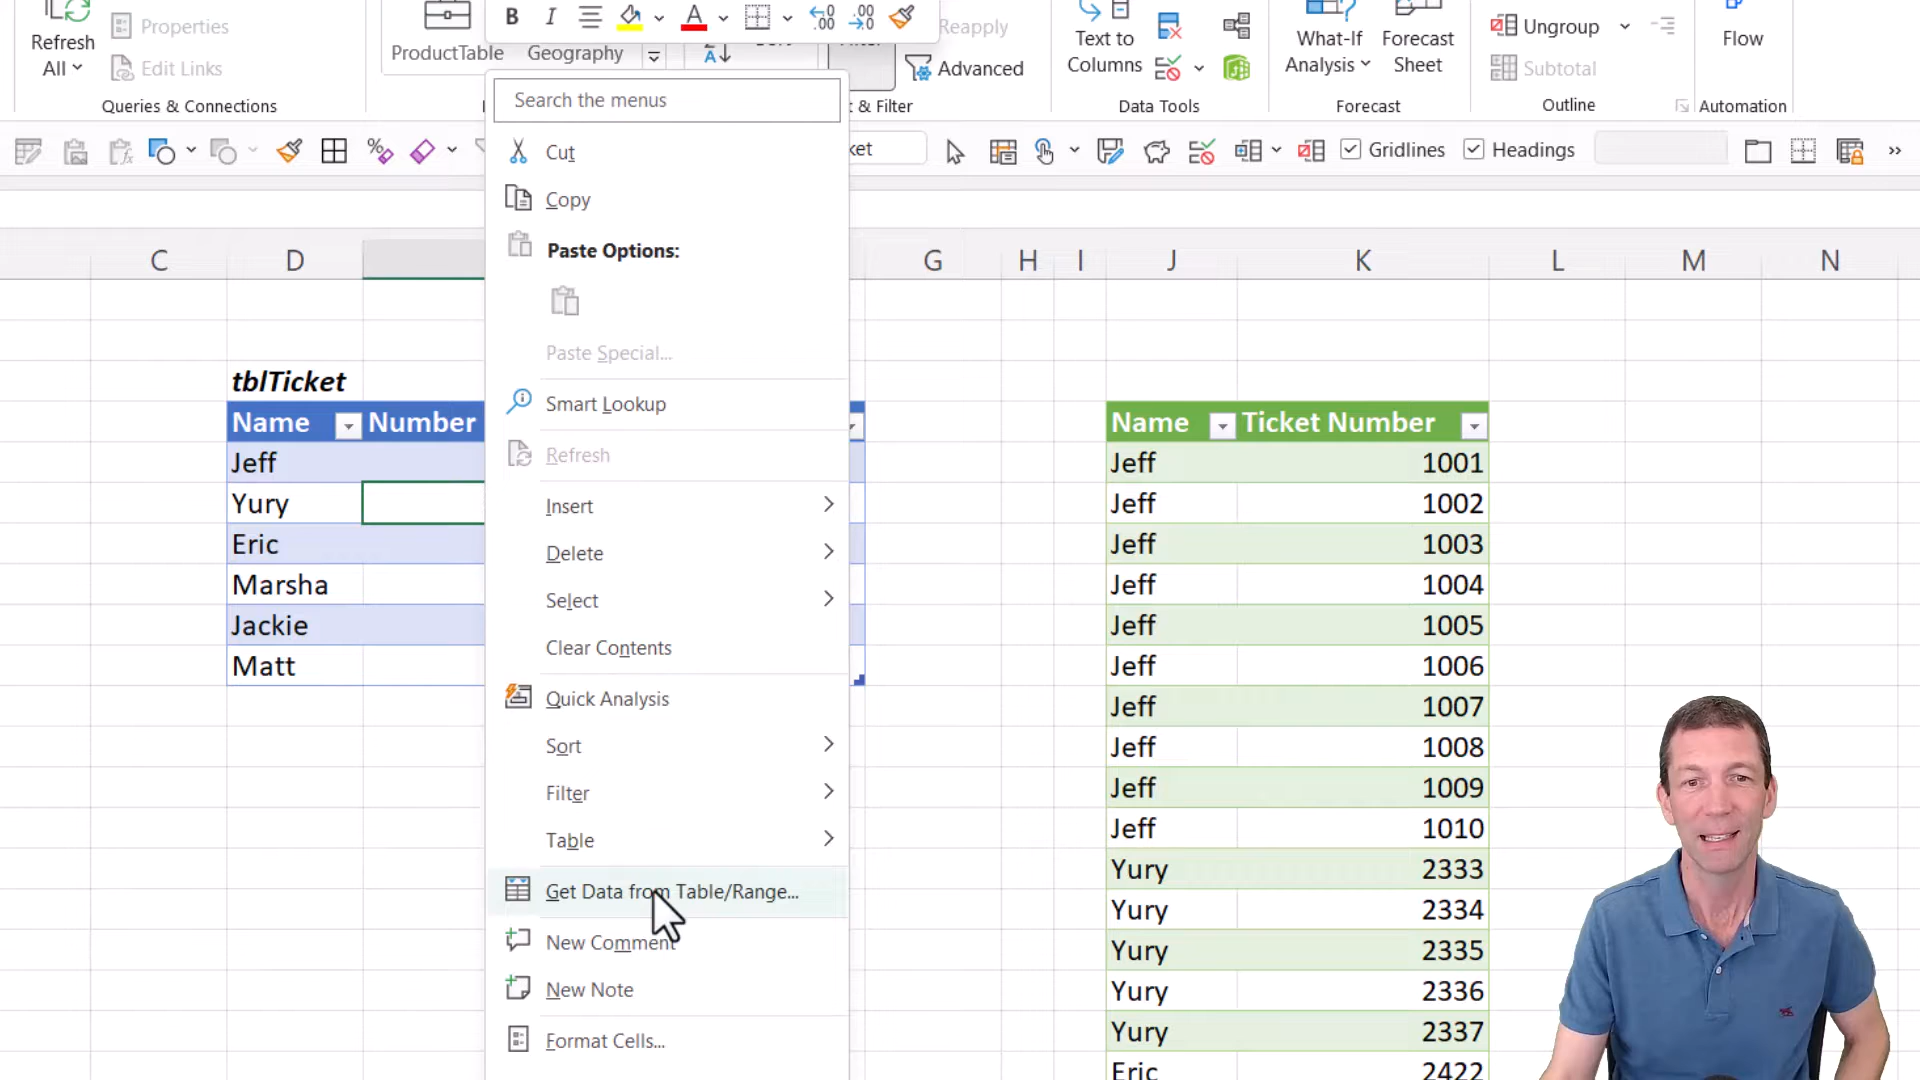 Refresh
All
Properties
Edit Links
Queries & Connections
ProductTable
Geography
B I A
Reapply
Advanced
& Filter
Text to
Columns
Data Tools
What-If
Analysis
Forecast
Sheet
Forecast
Ungroup
Subtotal
Outline
Flow
Automation
ket
Gridlines
Headings
C D G H I J K L M N
Search the menus
Cut
Copy
Paste Options:
Paste Special...
Smart Lookup
Refresh
Insert
Delete
Select
Clear Contents
Quick Analysis
Sort
Filter
Table
Get Data from Table/Range...
New Comment
New Note
Format Cells...
tblTicket
Name Number
Jeff
Yury
Eric
Marsha
Jackie
Matt
Name Ticket Number
Jeff 1001
Jeff 1002
Jeff 1003
Jeff 1004
Jeff 1005
Jeff 1006
Jeff 1007
Jeff 1008
Jeff 1009
Jeff 1010
Yury 2333
Yury 2334
Yury 2335
Yury 2336
Yury 2337
Eric 2422